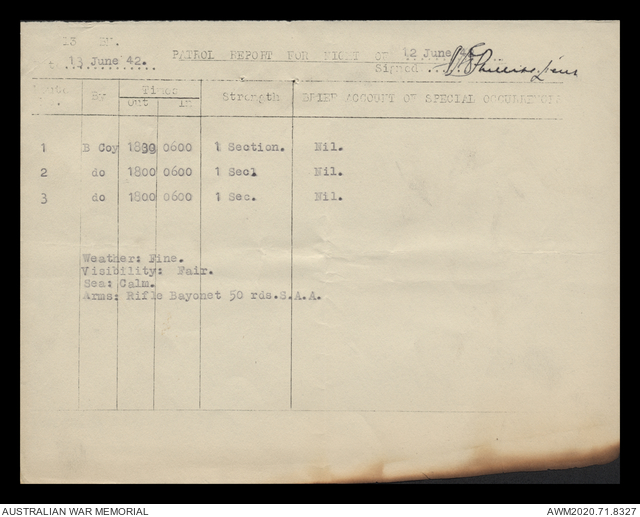 13 BN.
13 June 42. PATROL REPORT FOR NIGHT OF 12 June
Signed
By Times Strength BRIEF ACCOUNT OF SPECIAL OCCURRENCES
Out In
1 B Coy 1800 0600 1 Section. Nil.
2 do 1800 0600 1 Secl Nil.
3 do 1800 0600 1 Sec. Nil.
Weather: Fine.
Visibility: Fair.
Sea: Calm.
Arms: Rifle Bayonet 50 rds.S.A.A.
AUSTRALIAN WAR MEMORIAL AWM2020.71.8327